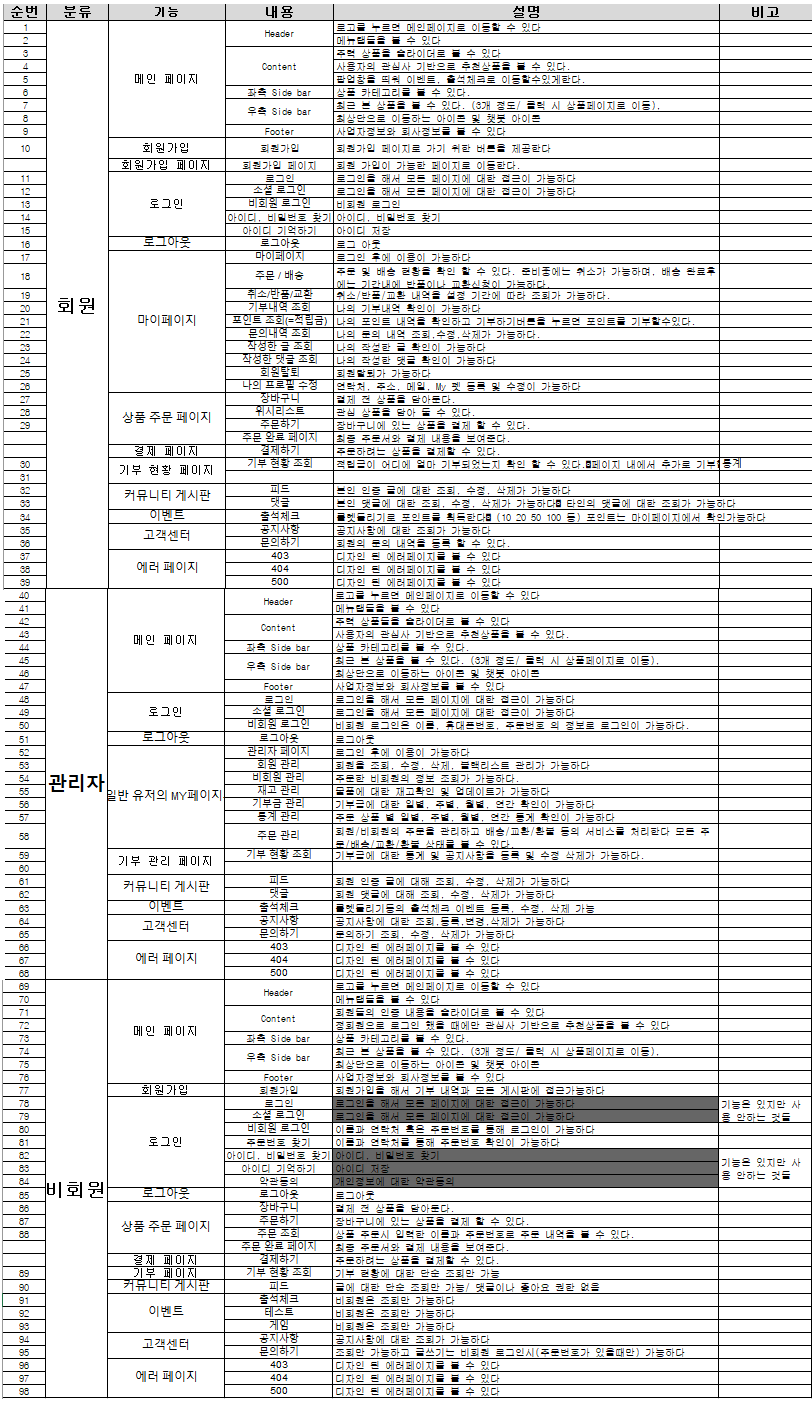 순번 분류 기능 내용 설명 비고
회원
메인 페이지
1 Header 로고를 누르면 메인페이지로 이동할 수 있다
2 메뉴탭들을 볼 수 있다
3 Content 주력 상품을 슬라이더로 볼 수 있다
4 사용자의 관심사 기반으로 추천상품을 볼 수 있다.
5 팝업창을 띄워 이벤트, 출석체크로 이동할수있게한다.
6 좌측 Side bar 상품 카테고리를 볼 수 있다.
7 우측 Side bar 최근 본 상품을 볼 수 있다. (3개 정도/ 클릭 시 상품페이지로 이동).
8 최상단으로 이동하는 아이콘 및 챗봇 아이콘
9 Footer 사업자정보와 회사정보를 볼 수 있다
10 회원가입 회원가입 회원가입 페이지로 가기 위한 버튼을 제공한다
회원가입 페이지 회원가입 페이지 회원 가입이 가능한 페이지로 이동한다.
로그인
11 로그인 로그인을 해서 모든 페이지에 대한 접근이 가능하다
12 소셜 로그인 로그인을 해서 모든 페이지에 대한 접근이 가능하다
13 비회원 로그인 비회원 로그인
14 아이디, 비밀번호 찾기 아이디, 비밀번호 찾기
15 아이디 기억하기 아이디 저장
16 로그아웃 로그아웃 로그 아웃
마이페이지
17 마이페이지 로그인 후에 이용이 가능하다
18 주문 / 배송 주문 및 배송 현황을 확인 할 수 있다. 준비중에는 취소가 가능하며, 배송 완료후
에는 기간내에 반품이나 교환신청이 가능하다.
19 취소/반품/교환 취소/반품/교환 내역을 설정 기간에 따라 조회가 가능하다.
20 기부내역 조회 나의 기부내역 확인이 가능하다
21 포인트 조회(=적립금) 나의 포인트 내역을 확인하고 기부하기버튼을 누르면 포인트를 기부할수있다.
22 문의내역 조회 나의 문의 내역 조회,수정,삭제가 가능하다.
23 작성한 글 조회 나의 작성한 글 확인이 가능하다
24 작성한 댓글 조회 나의 작성한 댓글 확인이 가능하다
25 회원탈퇴 회원탈퇴가 가능하다
26 나의 프로필 수정 연락처, 주소, 메일, My 펫 등록 및 수정이 가능하다
상품 주문 페이지
27 장바구니 결제 전 상품을 담아둔다.
28 위시리스트 관심 상품을 담아 둘 수 있다.
29 주문하기 장바구니에 있는 상품을 결제 할 수 있다.
주문 완료 페이지 최종 주문서와 결제 내용을 보여준다.
결제 페이지 결제하기 주문하려는 상품을 결제할 수 있다.
기부 현황 페이지
30 기부 현황 조회 적립금이 어디에 얼마 기부되었는지 확인 할 수 있다. 페이지 내에서 추가로 기부 통계
31
커뮤니티 게시판
32 피드 본인 인증 글에 대한 조회, 수정, 삭제가 가능하다
33 댓글 본인 댓글에 대한 조회, 수정, 삭제가 가능하다 타인의 댓글에 대한 조회가 가능하다
34 이벤트 출석체크 룰렛돌리기로 포인트를 획득한다 (10 20 50 100 등) 포인트는 마이페이지에서 확인가능하다
고객센터
35 공지사항 공지사항에 대한 조회가 가능하다
36 문의하기 회원의 문의 내역을 등록 할 수 있다.
에러 페이지
37 403 디자인 된 에러페이지를 볼 수 있다
38 404 디자인 된 에러페이지를 볼 수 있다
39 500 디자인 된 에러페이지를 볼 수 있다
관리자
메인 페이지
40 Header 로고를 누르면 메인페이지로 이동할 수 있다
41 메뉴탭들을 볼 수 있다
42 Content 주력 상품들을 슬라이더로 볼 수 있다
43 사용자의 관심사 기반으로 추천상품을 볼 수 있다.
44 좌측 Side bar 상품 카테고리를 볼 수 있다.
45 우측 Side bar 최근 본 상품을 볼 수 있다. (3개 정도/ 클릭 시 상품페이지로 이동).
46 최상단으로 이동하는 아이콘 및 챗봇 아이콘
47 Footer 사업자정보와 회사정보를 볼 수 있다
로그인
48 로그인 로그인을 해서 모든 페이지에 대한 접근이 가능하다
49 소셜 로그인 로그인을 해서 모든 페이지에 대한 접근이 가능하다
50 비회원 로그인 비회원 로그인은 이름, 휴대폰번호, 주문번호 의 정보로 로그인이 가능하다.
51 로그아웃 로그아웃 로그아웃
일반 유저의 MY페이지
52 관리자 페이지 로그인 후에 이용이 가능하다
53 회원 관리 회원을 조회, 수정, 삭제, 블랙리스트 관리가 가능하다
54 비회원 관리 주문한 비회원의 정보 조회가 가능하다.
55 재고 관리 물품에 대한 재고확인 및 업데이트가 가능하다
56 기부금 관리 기부금에 대한 일별, 주별, 월별, 연간 확인이 가능하다
57 통계 관리 주문 상품 별 일별, 주별, 월별, 연간 통계 확인이 가능하다
58 주문 관리 회원/비회원의 주문을 관리하고 배송/교환/환불 등의 서비스를 처리한다 모든 주
문/배송/교환/환불 상태를 볼 수 있다.
기부 관리 페이지
59 기부 현황 조회 기부금에 대한 통계 및 공지사항을 등록 및 수정 삭제가 가능하다.
60
커뮤니티 게시판
61 피드 회원 인증 글에 대해 조회, 수정, 삭제가 가능하다
62 댓글 회원 댓글에 대해 조회, 수정, 삭제가 가능하다
63 이벤트 출석체크 룰렛돌리기등의 출석체크 이벤트 등록, 수정, 삭제 가능
고객센터
64 공지사항 공지사항에 대한 조회,등록,변경,삭제가 가능하다
65 문의하기 문의하기 조회, 수정, 삭제가 가능하다
에러 페이지
66 403 디자인 된 에러페이지를 볼 수 있다
67 404 디자인 된 에러페이지를 볼 수 있다
68 500 디자인 된 에러페이지를 볼 수 있다
비회원
메인 페이지
69 Header 로고를 누르면 메인페이지로 이동할 수 있다
70 메뉴탭들을 볼 수 있다
71 Content 회원들의 인증 내용을 슬라이더로 볼 수 있다
72 정회원으로 로그인 했을 때에만 관심사 기반으로 추천상품을 볼 수 있다
73 좌측 Side bar 상품 카테고리를 볼 수 있다.
74 우측 Side bar 최근 본 상품을 볼 수 있다. (3개 정도/ 클릭 시 상품페이지로 이동).
75 최상단으로 이동하는 아이콘 및 챗봇 아이콘
76 Footer 사업자정보와 회사정보를 볼 수 있다
77 회원가입 회원가입 회원가입을 해서 기부 내역과 모든 게시판에 접근가능하다
로그인
78 로그인 로그인을 해서 모든 페이지에 대한 접근이 가능하다 기능은 있지만 사
79 소셜 로그인 로그인을 해서 모든 페이지에 대한 접근이 가능하다 용 안하는 것들
80 비회원 로그인 이름과 연락처 혹은 주문번호를 통해 로그인이 가능하다
81 주문번호 찾기 이름과 연락처를 통해 주문번호 확인이 가능하다
82 아이디, 비밀번호 찾기 아이디, 비밀번호 찾기
83 아이디 기억하기 아이디 저장 기능은 있지만 사
84 약관동의 개인정보에 대한 약관동의 용 안하는 것들
85 로그아웃 로그아웃 로그아웃
상품 주문 페이지
86 장바구니 결제 전 상품을 담아둔다.
87 주문하기 장바구니에 있는 상품을 결제 할 수 있다.
88 주문 조회 상품 주문시 입력한 이름과 주문번호로 주문 내역을 볼 수 있다.
주문 완료 페이지 최종 주문서와 결제 내용을 보여준다.
결제 페이지 결제하기 주문하려는 상품을 결제할 수 있다.
89 기부 페이지 기부 현황 조회 기부 현황에 대한 단순 조회만 가능
90 커뮤니티 게시판 피드 글에 대한 단순 조회만 가능/ 댓글이나 좋아요 권한 없음
이벤트
91 출석체크 비회원은 조회만 가능하다
92 테스트 비회원은 조회만 가능하다
93 게임 비회원은 조회만 가능하다
고객센터
94 공지사항 공지사항에 대한 조회가 가능하다
95 문의하기 조회만 가능하고 글쓰기는 비회원 로그인시(주문번호가 있을때만) 가능하다
에러 페이지
96 403 디자인 된 에러페이지를 볼 수 있다
97 404 디자인 된 에러페이지를 볼 수 있다
98 500 디자인 된 에러페이지를 볼 수 있다